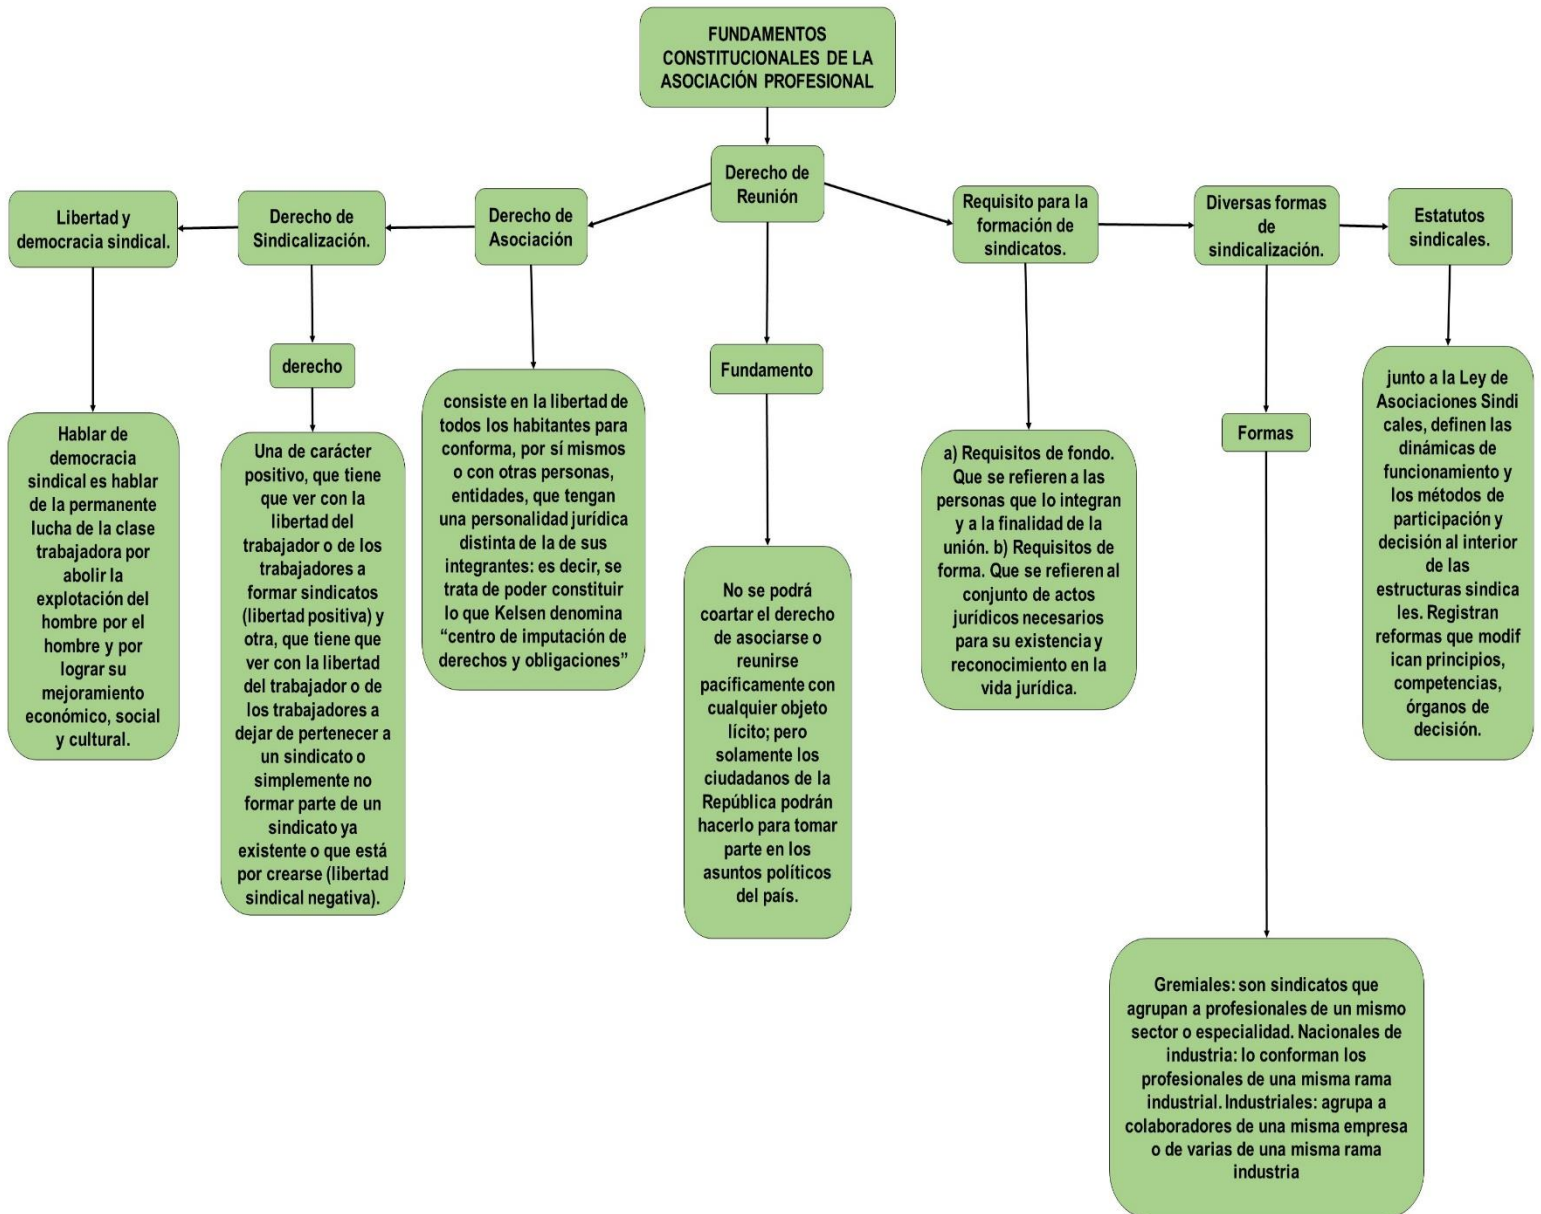 FUNDAMENTOS
CONSTITUCIONALES DE LA
ASOCIACIÓN PROFESIONAL
Derecho de
Reunión
Libertad y
democracia sindical.
Derecho de
Sindicalización.
Derecho de
Asociación
Requisito para la
formación de
sindicatos.
Diversas formas
de
sindicalización.
Estatutos
sindicales.
Hablar de
democracia
sindical es hablar
de la permanente
lucha de la clase
trabajadora por
abolir la
explotación del
hombre por el
hombre y por
lograr su
mejoramiento
económico, social
y cultural.
derecho
Una de carácter
positivo, que tiene
que ver con la
libertad del
trabajador o de los
trabajadores a
formar sindicatos
(libertad positiva) y
otra, que tiene que
ver con la libertad
del trabajador o de
los trabajadores a
dejar de pertenecer a
un sindicato o
simplemente no
formar parte de un
sindicato ya
existente o que está
por crearse (libertad
sindical negativa).
consiste en la libertad de
todos los habitantes para
conforma, por sí mismos
o con otras personas,
entidades, que tengan
una personalidad jurídica
distinta de la de sus
integrantes: es decir, se
trata de poder constituir
lo que Kelsen denomina
“centro de imputación de
derechos y obligaciones”
Fundamento
No se podrá
coartar el derecho
de asociarse o
reunirse
pacíficamente con
cualquier objeto
lícito; pero
solamente los
ciudadanos de la
República podrán
hacerlo para tomar
parte en los
asuntos políticos
del país.
a) Requisitos de fondo.
Que se refieren a las
personas que lo integran
y a la finalidad de la
unión. b) Requisitos de
forma. Que se refieren al
conjunto de actos
jurídicos necesarios
para su existencia y
reconocimiento en la
vida jurídica.
Formas
Gremiales: son sindicatos que
agrupan a profesionales de un mismo
sector o especialidad. Nacionales de
industria: lo conforman los
profesionales de una misma rama
industrial. Industriales: agrupa a
colaboradores de una misma empresa
o de varias de una misma rama
industria
junto a la Ley de
Asociaciones Sindi
cales, definen las
dinámicas de
funcionamiento y
los métodos de
participación y
decisión al interior
de las
estructuras sindica
les. Registran
reformas que modif
ican principios,
competencias,
órganos de
decisión.